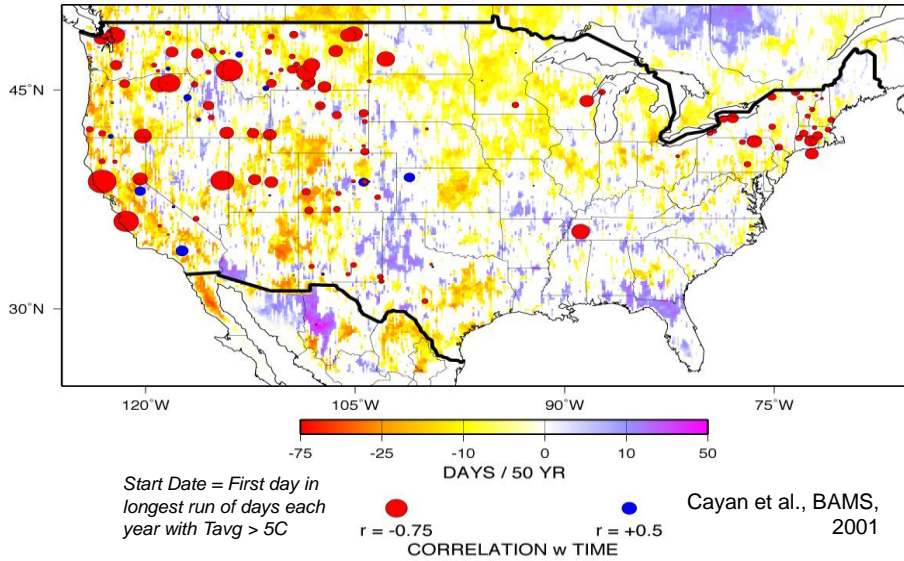 45°N
30°N
120°W 105°W 90°W 75°W
-75 -25 -10 0 10 50
DAYS / 50 YR
Start Date = First day in
longest run of days each
year with Tavg > 5C
r = -0.75 r = +0.5
CORRELATION w TIME
Cayan et al., BAMS,
2001